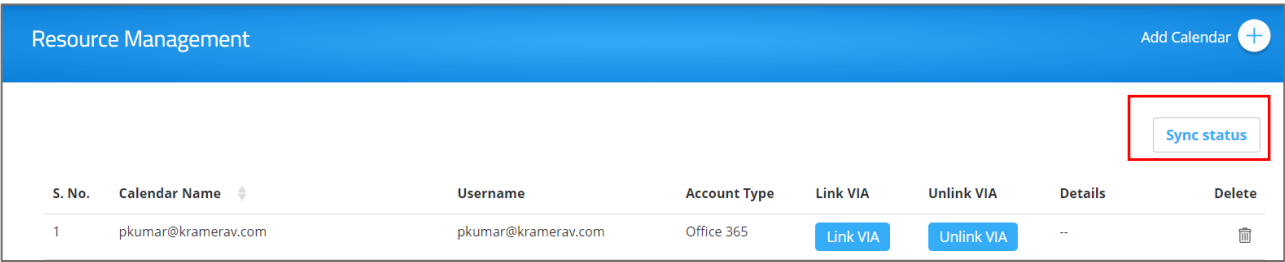 Resource Management
Add Calendar
Sync status
S. No. Calendar Name Username Account Type Link VIA Unlink VIA Details Delete
1 pkumar@kramerav.com pkumar@kramerav.com Office 365 Link VIA Unlink VIA --